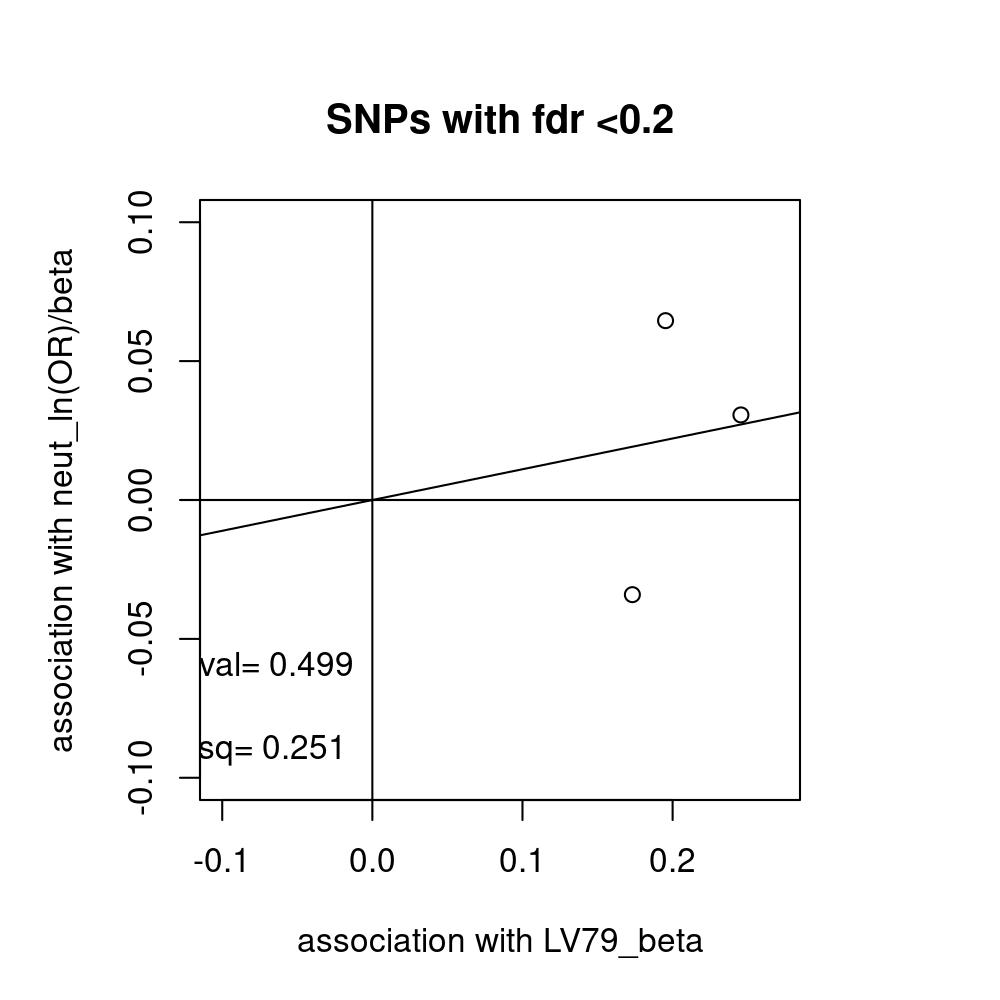 SNPs with fdr <0.2
association with neut_ln(OR)/beta
0.10
0.05
0.00
-0.05
-0.10
val= 0.499
sq= 0.251
-0.1 0.0 0.1 0.2
association with LV79_beta